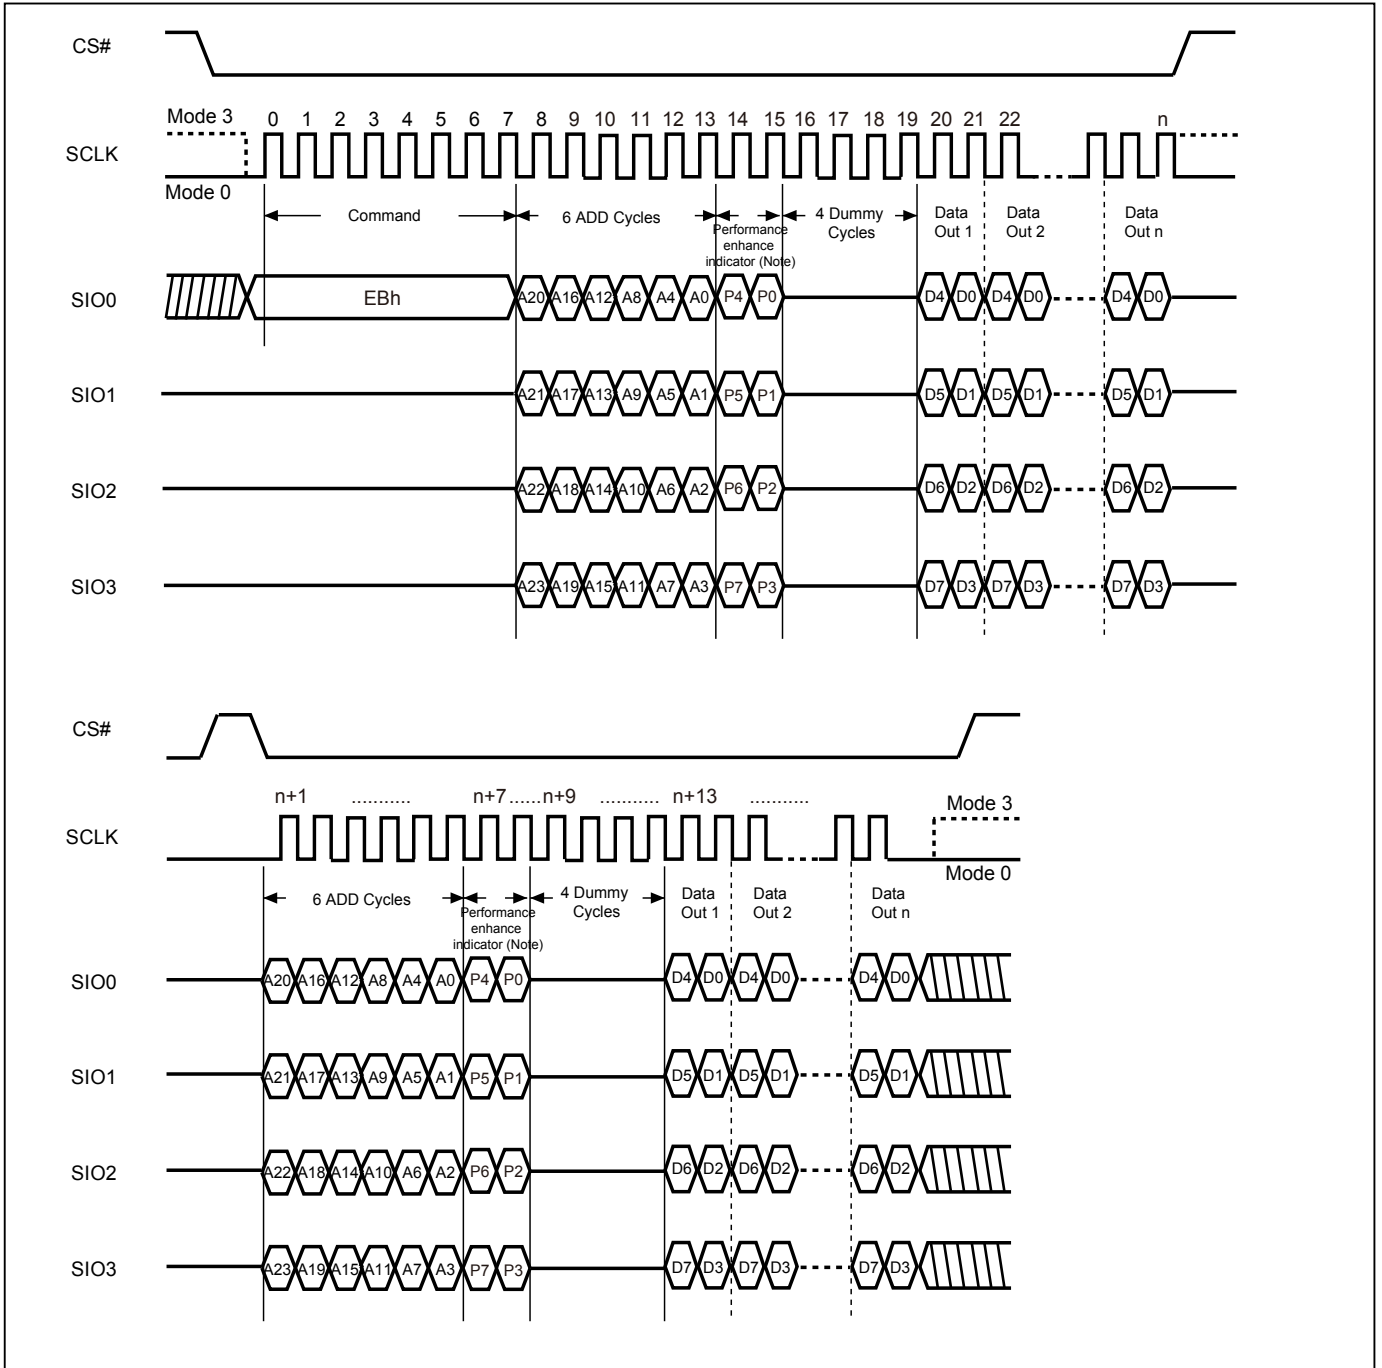 CS#
Mode 3
0 1 2 3 4 5 6 7 8 9 10 11 12 13 14 15 16 17 18 19 20 21 22 n
SCLK
Mode 0
Command 6 ADD Cycles 4 Dummy Cycles Data Out 1 Data Out 2 Data Out n
Performance enhance indicator (Note)
SIO0 EBh A20 A16 A12 A8 A4 A0 P4 P0 D4 D0 D4 D0 D4 D0
SIO1 A21 A17 A13 A9 A5 A1 P5 P1 D5 D1 D5 D1 D5 D1
SIO2 A22 A18 A14 A10 A6 A2 P6 P2 D6 D2 D6 D2 D6 D2
SIO3 A23 A19 A15 A11 A7 A3 P7 P3 D7 D3 D7 D3 D7 D3
CS#
n+1 ........... n+7 ...... n+9 ........... n+13 ...........
Mode 3
SCLK
Mode 0
6 ADD Cycles 4 Dummy Cycles Data Out 1 Data Out 2 Data Out n
Performance enhance indicator (Note)
SIO0 A20 A16 A12 A8 A4 A0 P4 P0 D4 D0 D4 D0 D4 D0
SIO1 A21 A17 A13 A9 A5 A1 P5 P1 D5 D1 D5 D1 D5 D1
SIO2 A22 A18 A14 A10 A6 A2 P6 P2 D6 D2 D6 D2 D6 D2
SIO3 A23 A19 A15 A11 A7 A3 P7 P3 D7 D3 D7 D3 D7 D3